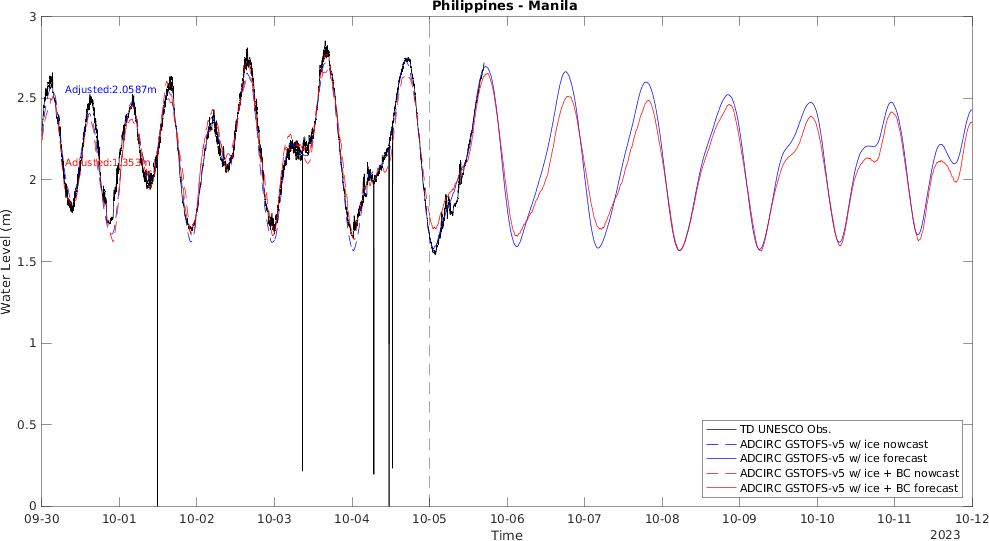 Philippines - Manila
3
2.5
2
1.5
1
0.5
0
Water Level (m)
Adjusted:2.0587m
Adjusted:1.353m
TD UNESCO Obs.
ADCIRC GSTOFS-v5 w/ ice nowcast
ADCIRC GSTOFS-v5 w/ ice forecast
ADCIRC GSTOFS-v5 w/ ice + BC nowcast
ADCIRC GSTOFS-v5 w/ ice + BC forecast
09-30 10-01 10-02 10-03 10-04 10-05 10-06 10-07 10-08 10-09 10-10 10-11 10-12
Time
2023